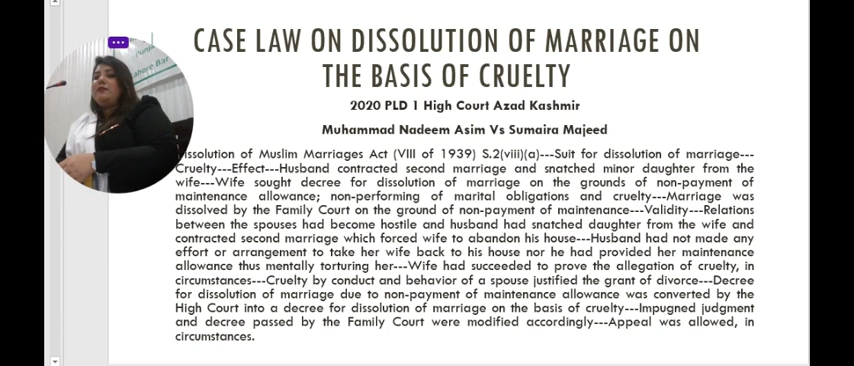 CASE LAW ON DISSOLUTION OF MARRIAGE ON
THE BASIS OF CRUELTY
2020 PLD 1 High Court Azad Kashmir
Muhammad Nadeem Asim Vs Sumaira Majeed
issolution of Muslim Marriages Act (VIII of 1939) S.2(viii)(a)---Suit for dissolution of marriage---
Cruelty---Effect---Husband contracted second marriage and snatched minor daughter from the
wife---Wife sought decree for dissolution of marriage on the grounds of non-payment of
maintenance allowance; non-performing of marital obligations and cruelty---Marriage was
dissolved by the Family Court on the ground of non-payment of maintenance---Validity---Relations
between the spouses had become hostile and husband had snatched daughter from the wife and
contracted second marriage which forced wife to abandon his house---Husband had not made any
effort or arrangement to take her wife back to his house nor he had provided her maintenance
allowance thus mentally torturing her---Wife had succeeded to prove the allegation of cruelty, in
circumstances---Cruelty by conduct and behavior of a spouse justified the grant of divorce---Decree
for dissolution of marriage due to non-payment of maintenance allowance was converted by the
High Court into a decree for dissolution of marriage on the basis of cruelty---Impugned judgment
and decree passed by the Family Court were modified accordingly---Appeal was allowed, in
circumstances.
Punja
ahore Bar